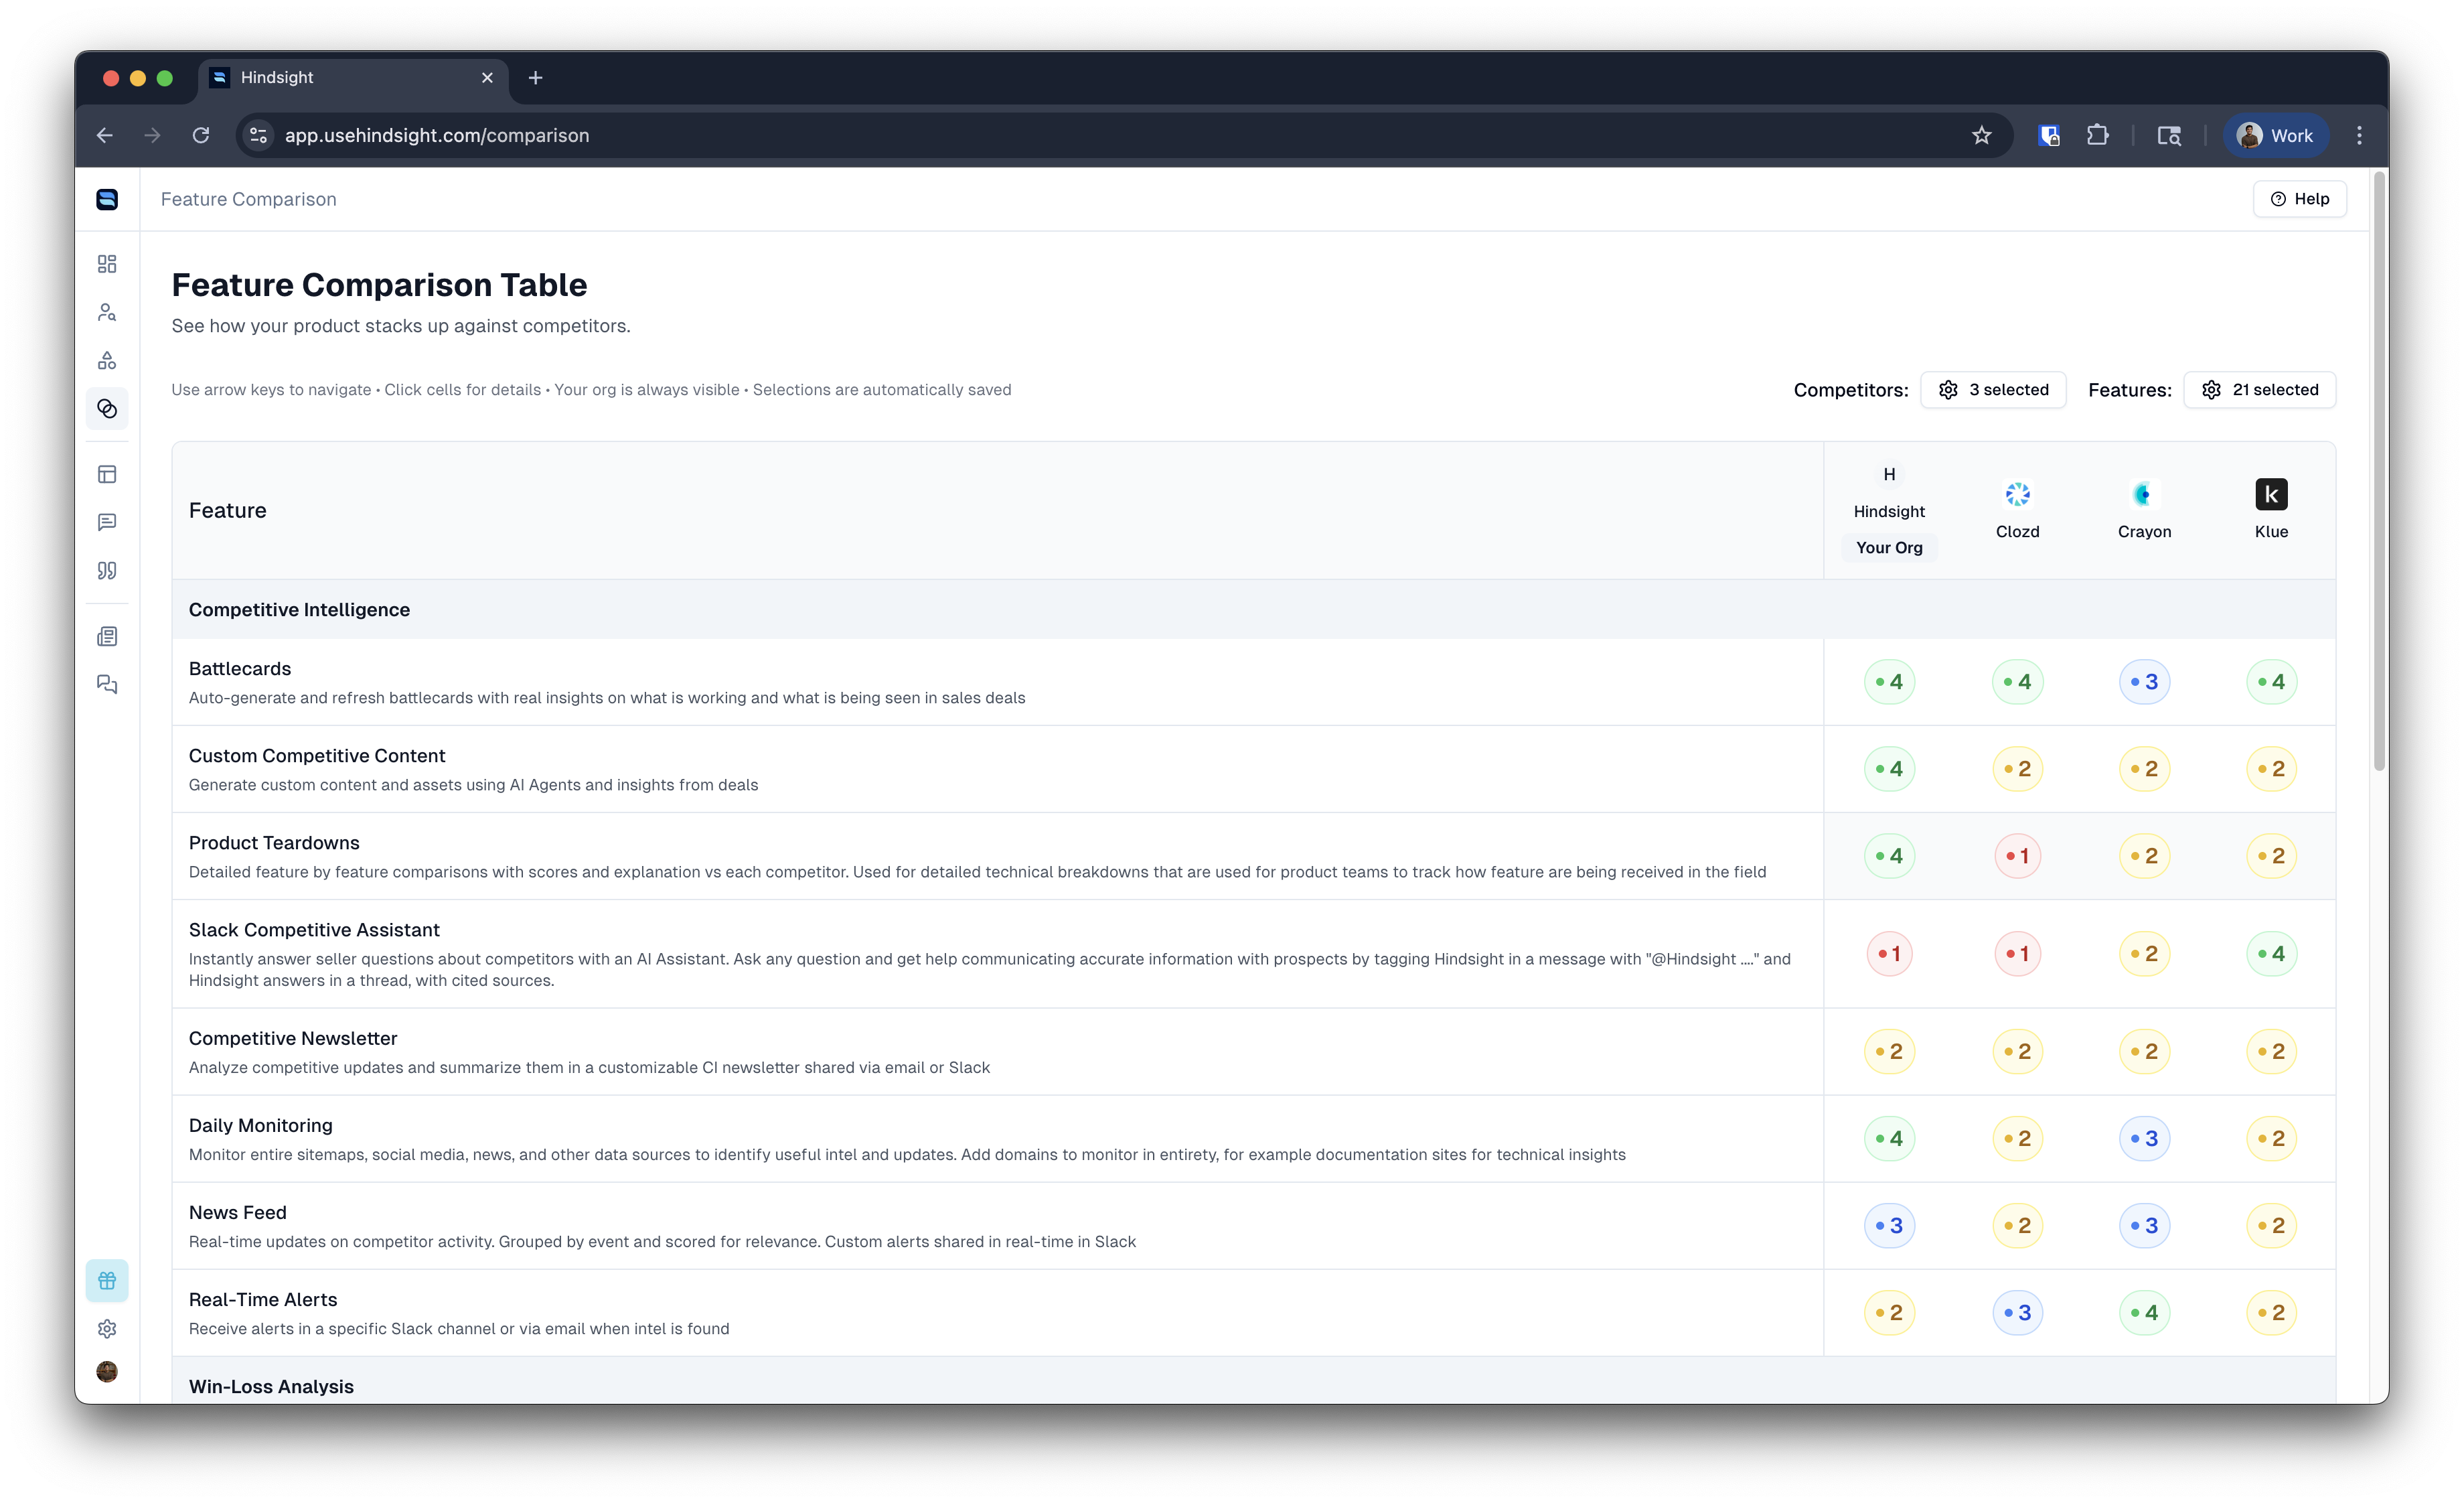 Hindsight
app.usehindsight.com/comparison
Work
Feature Comparison
Help
Feature Comparison Table
See how your product stacks up against competitors.
Use arrow keys to navigate • Click cells for details • Your org is always visible • Selections are automatically saved
Competitors:
3 selected
Features:
21 selected
Feature
H
Hindsight
Your Org
Clozd
Crayon
k
Klue
Competitive Intelligence
Battlecards
Auto-generate and refresh battlecards with real insights on what is working and what is being seen in sales deals
4 4 3 4
Custom Competitive Content
Generate custom content and assets using AI Agents and insights from deals
4 2 2 2
Product Teardowns
Detailed feature by feature comparisons with scores and explanation vs each competitor. Used for detailed technical breakdowns that are used for product teams to track how feature are being received in the field
4 1 2 2
Slack Competitive Assistant
Instantly answer seller questions about competitors with an AI Assistant. Ask any question and get help communicating accurate information with prospects by tagging Hindsight in a message with "@Hindsight ...." and
Hindsight answers in a thread, with cited sources.
1 1 2 4
Competitive Newsletter
Analyze competitive updates and summarize them in a customizable CI newsletter shared via email or Slack
2 2 2 2
Daily Monitoring
Monitor entire sitemaps, social media, news, and other data sources to identify useful intel and updates. Add domains to monitor in entirety, for example documentation sites for technical insights
4 2 3 2
News Feed
Real-time updates on competitor activity. Grouped by event and scored for relevance. Custom alerts shared in real-time in Slack
3 2 3 2
Real-Time Alerts
Receive alerts in a specific Slack channel or via email when intel is found
2 3 4 2
Win-Loss Analysis